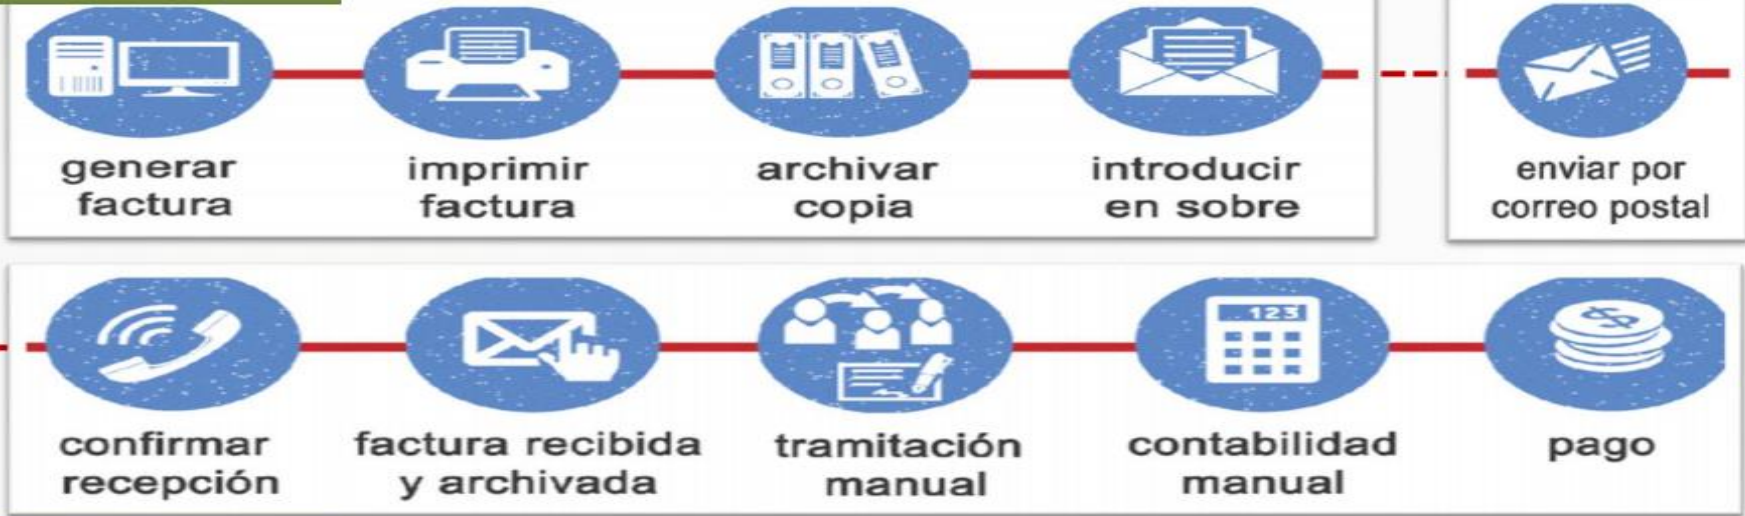 generar
factura
imprimir
factura
archivar
copia
introducir
en sobre
enviar por
correo postal
123
confirmar
recepción
factura recibida
y archivada
tramitación
manual
contabilidad
manual
pago